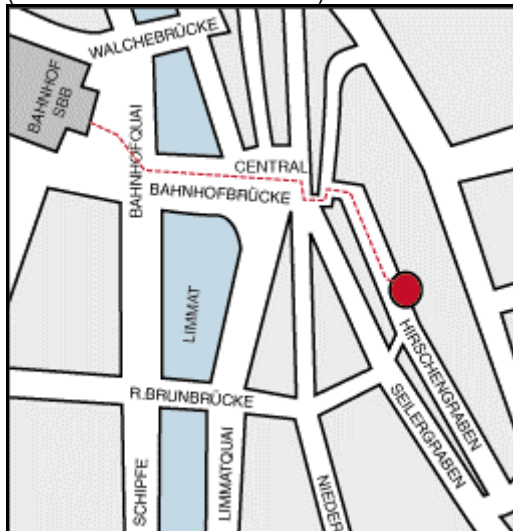 WALCHEBRÜCKE
BAHNHOF
SBB
BAHNHOFQUAI
CENTRAL
BAHNHOFBRÜCKE
LIMMAT
HIRSCHENGRABEN
R.BRUNBRÜCKE
SEILERGRABEN
SCHIPFE
LIMMATQUAI
NIEDER